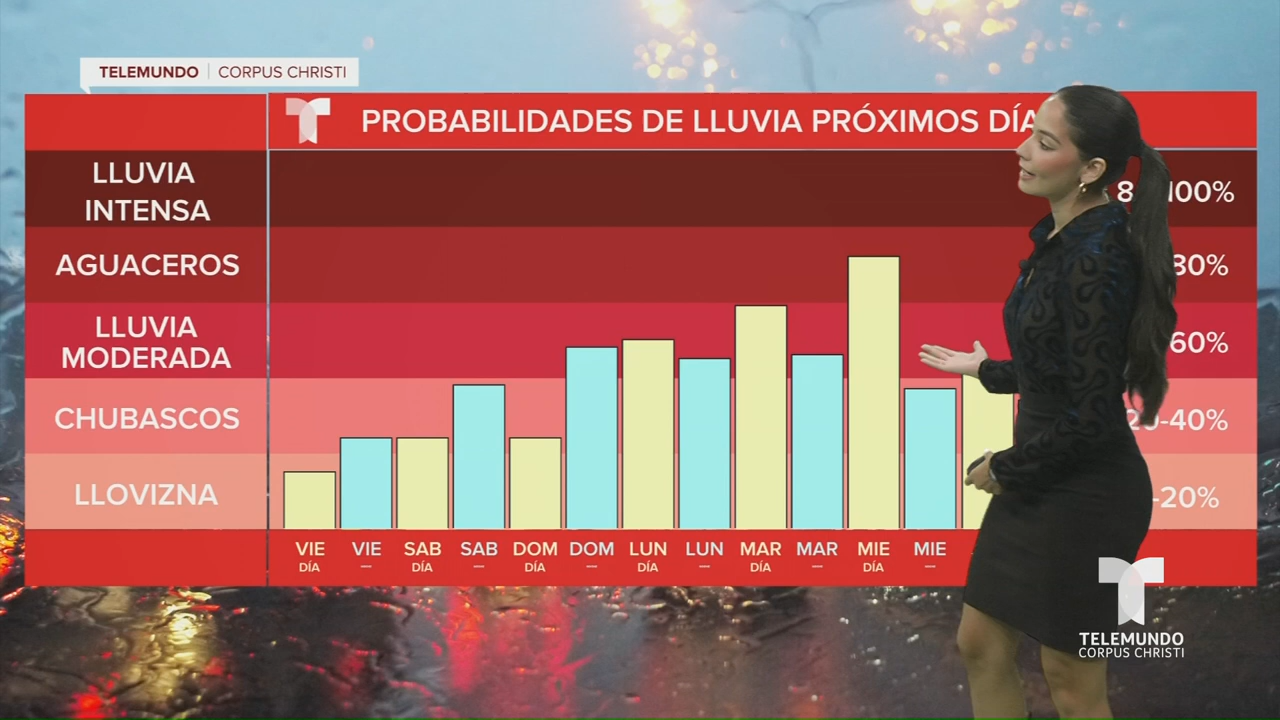 TELEMUNDO | CORPUS CHRISTI
PROBABILIDADES DE LLUVIA PRÓXIMOS
LLUVIA
INTENSA
100%
AGUACEROS
LLUVIA
MODERADA
60%
CHUBASCOS
-40%
LLOVIZNA
-20%
VIE VIE SAB SAB DOM DOM LUN LUN MAR MAR MIE MIE
DÍA — DÍA — DÍA — DÍA — DÍA — DÍA —
TELEMUNDO
CORPUS CHRISTI